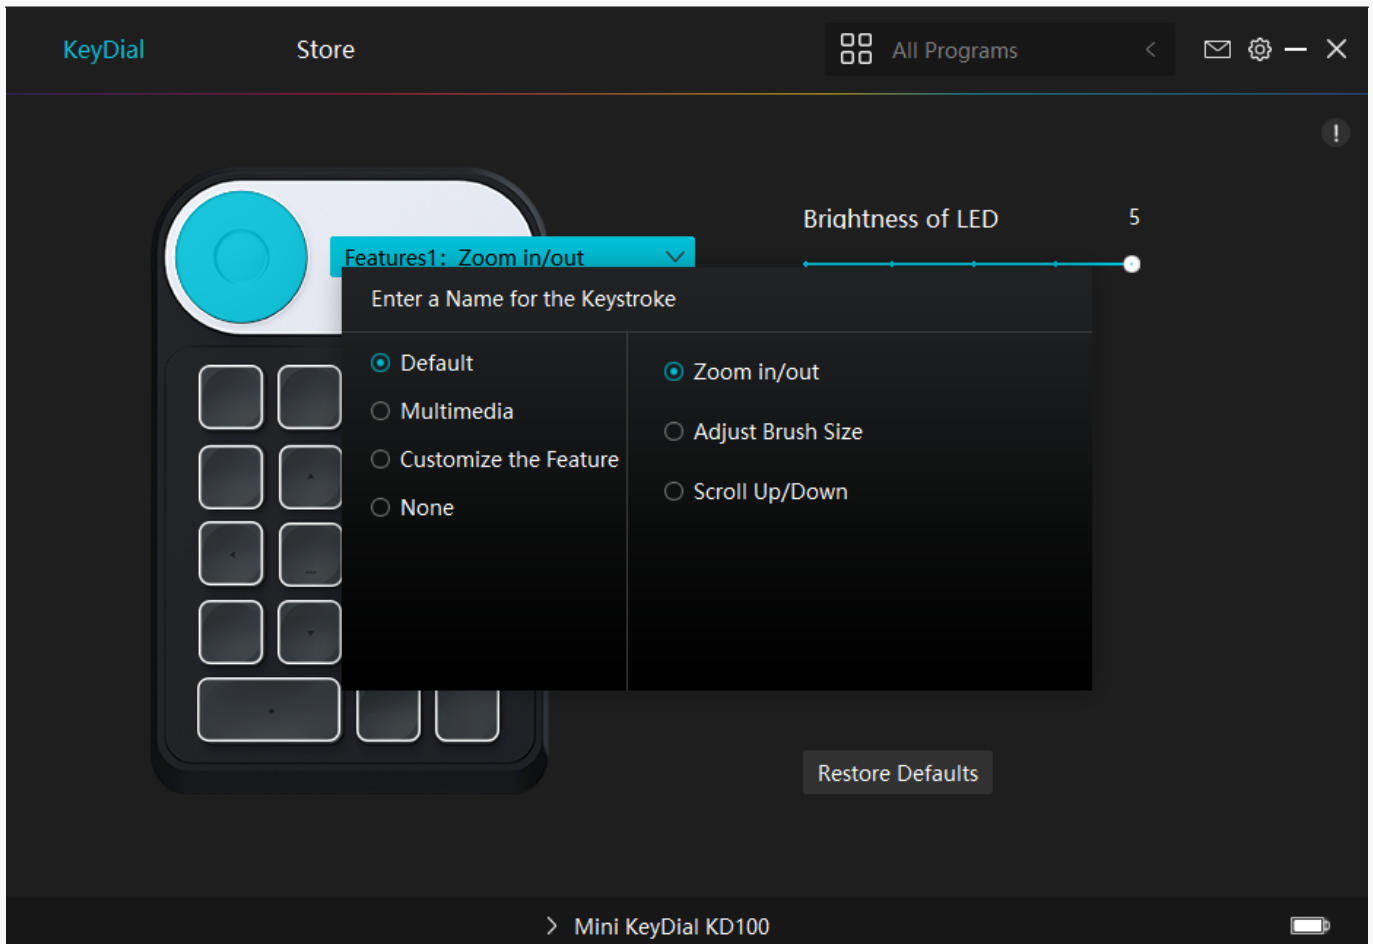 KeyDial
Store
All Programs
Brightness of LED 5
Features1: Zoom in/out
Enter a Name for the Keystroke
Default
Multimedia
Customize the Feature
None
Zoom in/out
Adjust Brush Size
Scroll Up/Down
Restore Defaults
Mini KeyDial KD100